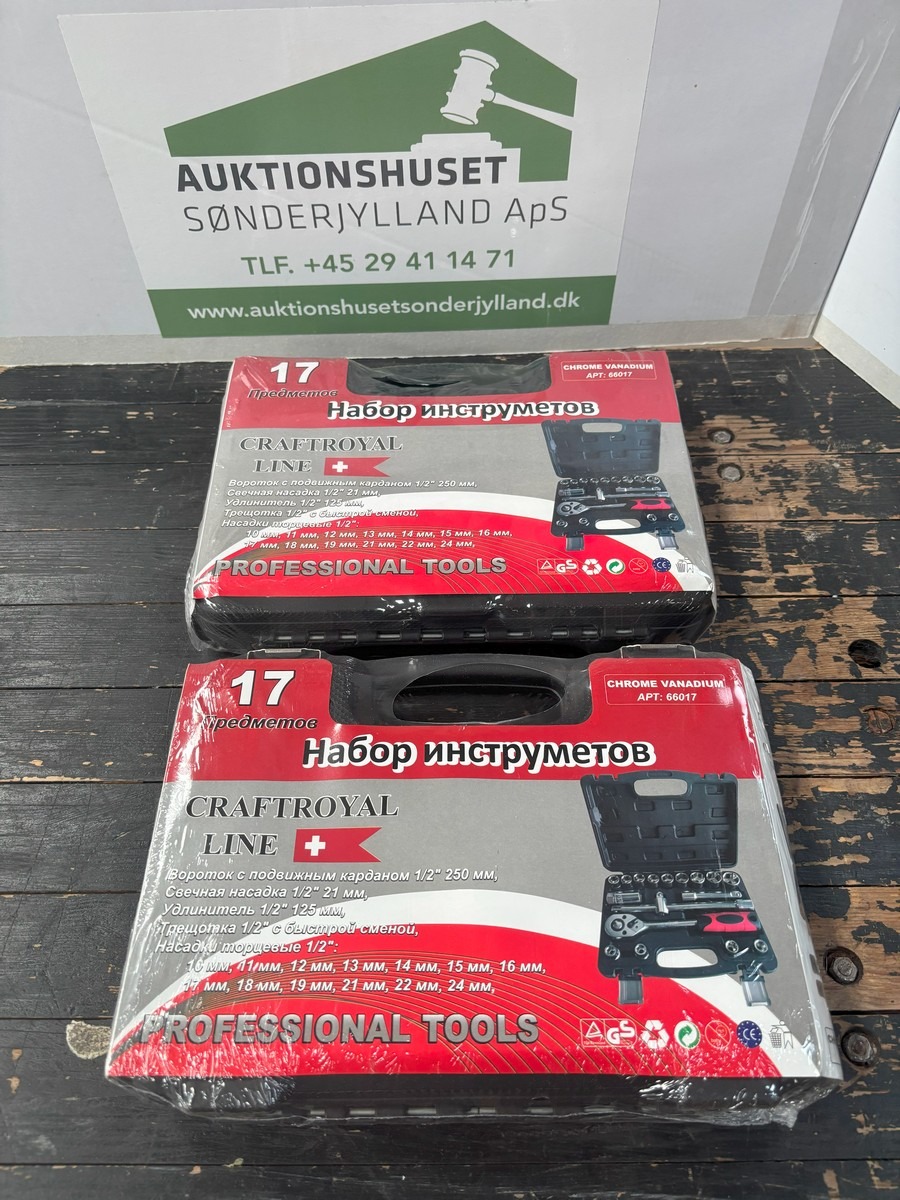 AUKTIONSHUSET
SØNDERJYLLAND ApS
TLF. +45 29 41 14 71
www.auktionshusetsonderjylland.dk
17
Предметов
CHROME VANADIUM
АРТ: 66017
Набор инструметов
CRAFTROYAL
LINE
Вороток с подвижным карданом 1/2" 250 мм,
Свечная насадка 1/2" 21 мм,
Удлинитель 1/2" 125 мм,
Трещотка 1/2" с быстрой сменой,
Насадки торцевые 1/2":
10 мм, 11 мм, 12 мм, 13 мм, 14 мм, 15 мм, 16 мм,
17 мм, 18 мм, 19 мм, 21 мм, 22 мм, 24 мм,
PROFESSIONAL TOOLS
GS
CE
17
Предметов
CHROME VANADIUM
АРТ: 66017
Набор инструметов
CRAFTROYAL
LINE
Вороток с подвижным карданом 1/2" 250 мм,
Свечная насадка 1/2" 21 мм,
Удлинитель 1/2" 125 мм,
Трещотка 1/2" с быстрой сменой,
Насадки торцевые 1/2":
10 мм, 11 мм, 12 мм, 13 мм, 14 мм, 15 мм, 16 мм,
17 мм, 18 мм, 19 мм, 21 мм, 22 мм, 24 мм,
PROFESSIONAL TOOLS
GS
CE